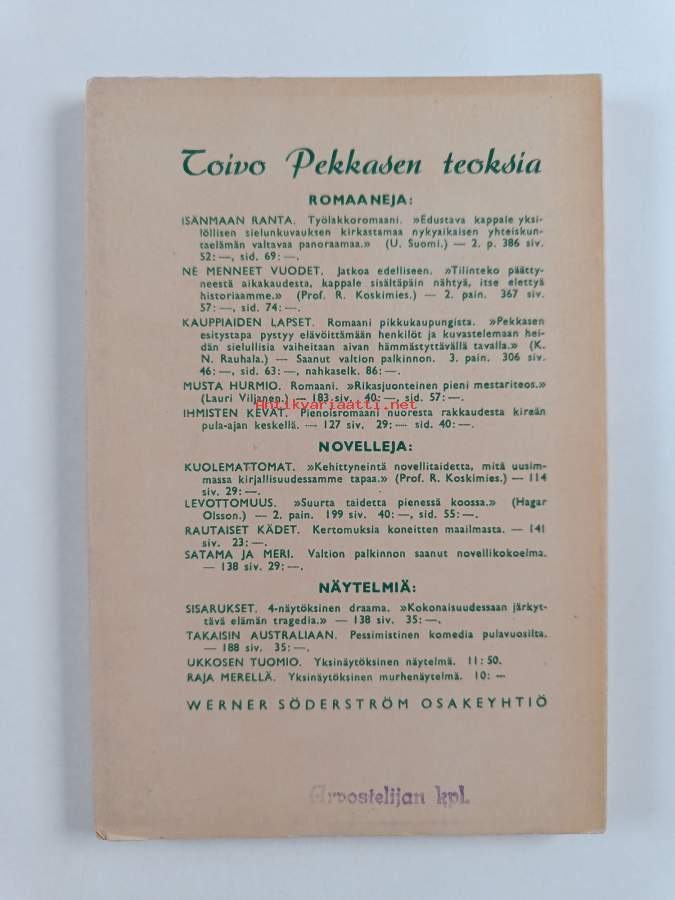 Toivo Pekkasen teoksia
ROMAANEJA:
ISÄNMAAN RANTA. Työlakkoromaani. »Edustava kappale yksi-
löllisen sielunkuvauksen kirkastamaa nykyaikaisen yhteiskun-
taelämän valtavaa panoraamaa.» (U. Suomi.) — 2. p. 386 siv.
52: —, sid. 69: —.
NE MENNEET VUODET. Jatkoa edelliseen. »Tilinteko päätty-
neestä aikakaudesta, kappale sisältäpäin nähtyä, itse elettyä
historiaamme.» (Prof. R. Koskimies.) — 2. pain. 367 siv.
57: —, sid. 74: —.
KAUPPIAIDEN LAPSET. Romaani pikkukaupungista. »Pekkasen
esitystapa pystyy elävöittämään henkilöt ja kuvastelemaan hei-
dän sielullisia vaiheitaan aivan hämmästyttävällä tavalla.» (K.
N. Rauhala.) — Saanut valtion palkinnon. 3. pain. 306 siv.
46: —, sid. 63: —, nahkaselk. 86: —.
MUSTA HURMIO. Romaani. »Rikasjuonteinen pieni mestariteos.»
(Lauri Viljanen.) — 183 siv. 40: —, sid. 57: —.
Antikvariaatti.net
IHMISTEN KEVÄT. Pienoisromaani nuoresta rakkaudesta kireän
pula-ajan keskellä. — 127 siv. 29: — sid. 40: —.
NOVELLEJA:
KUOLEMATTOMAT. »Kehittyneintä novellitaidetta, mitä uusim-
massa kirjallisuudessamme tapaa.» (Prof. R. Koskimies.) — 114
siv. 29: —.
LEVOTTOMUUS. »Suurta taidetta pienessä koossa.» (Hagar
Olsson.) — 2. pain. 199 siv. 40: —, sid. 55: —.
RAUTAISET KÄDET. Kertomuksia koneitten maailmasta. — 141
siv. 23: —.
SATAMA JA MERI. Valtion palkinnon saanut novellikokoelma.
— 138 siv. 29: —.
NÄYTELMIÄ:
SISARUKSET. 4-näytöksinen draama. »Kokonaisuudessaan järkyt-
tävä elämän tragedia.» — 138 siv. 35: —.
TAKAISIN AUSTRALIAAN. Pessimistinen komedia pulavuosilta.
— 188 siv. 35: —.
UKKOSEN TUOMIO. Yksinäytöksinen näytelmä. 11: 50.
RAJA MERELLÄ. Yksinäytöksinen murhenäytelmä. 10: —
WERNER SÖDERSTRÖM OSAKEYHTIÖ
Arvostelijan kpl.